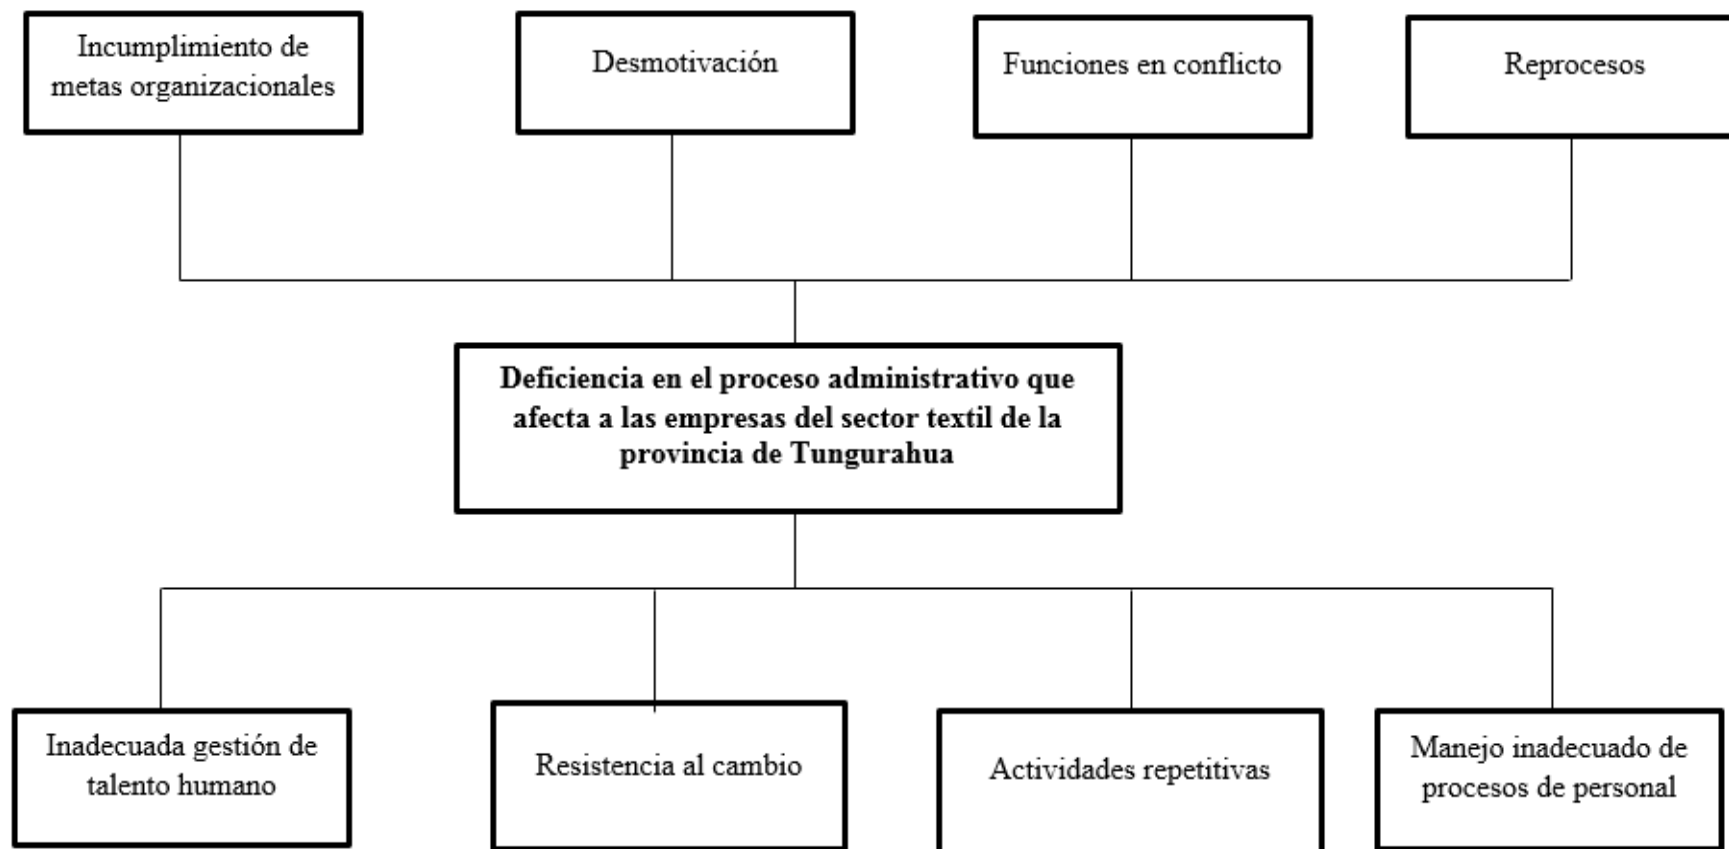 Incumplimiento de
metas organizacionales
Desmotivación
Funciones en conflicto
Reprocesos
Deficiencia en el proceso administrativo que
afecta a las empresas del sector textil de la
provincia de Tungurahua
Inadecuada gestión de
talento humano
Resistencia al cambio
Actividades repetitivas
Manejo inadecuado de
procesos de personal